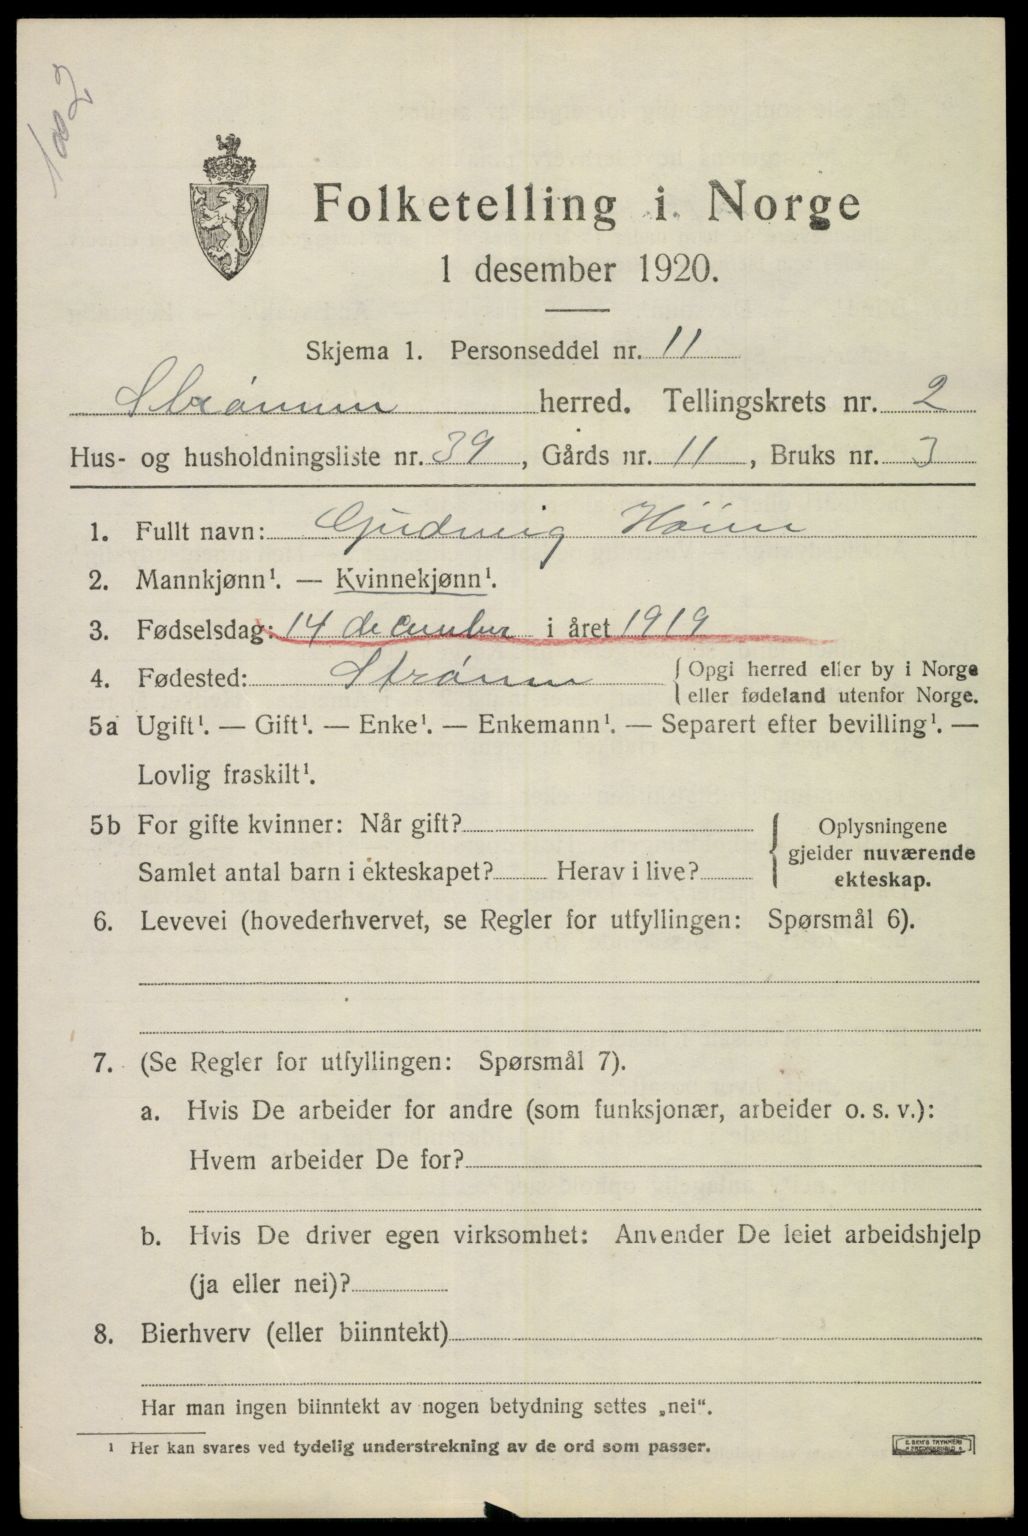 1002
Folketelling i Norge
1 desember 1920.
Skjema 1. Personseddel nr. 11
Strømm herred. Tellingskrets nr. 2
Hus- og husholdningsliste nr. 39, Gårds nr. 11, Bruks nr. 3
1. Fullt navn: Høim
2. Mannkjønn¹. — Kvinnekjønn¹.
3. Fødselsdag: 14 december i året 1919
4. Fødested: Strømm { Opgi herred eller by i Norge
eller fødeland utenfor Norge.
5a Ugift¹. — Gift¹. — Enke¹. — Enkemann¹. — Separert efter bevilling¹. —
Lovlig fraskilt¹.
5b For gifte kvinner: Når gift? { Oplysningene
gjelder nuværende
ekteskap.
Samlet antal barn i ekteskapet? Herav i live?
6. Levevei (hovederhvervet, se Regler for utfyllingen: Spørsmål 6).
7. (Se Regler for utfyllingen: Spørsmål 7).
a. Hvis De arbeider for andre (som funksjonær, arbeider o. s. v.):
Hvem arbeider De for?
b. Hvis De driver egen virksomhet: Anvender De leiet arbeidshjelp
(ja eller nei)?
8. Bierhverv (eller biinntekt)
Har man ingen biinntekt av nogen betydning settes „nei".
¹ Her kan svares ved tydelig understrekning av de ord som passer.